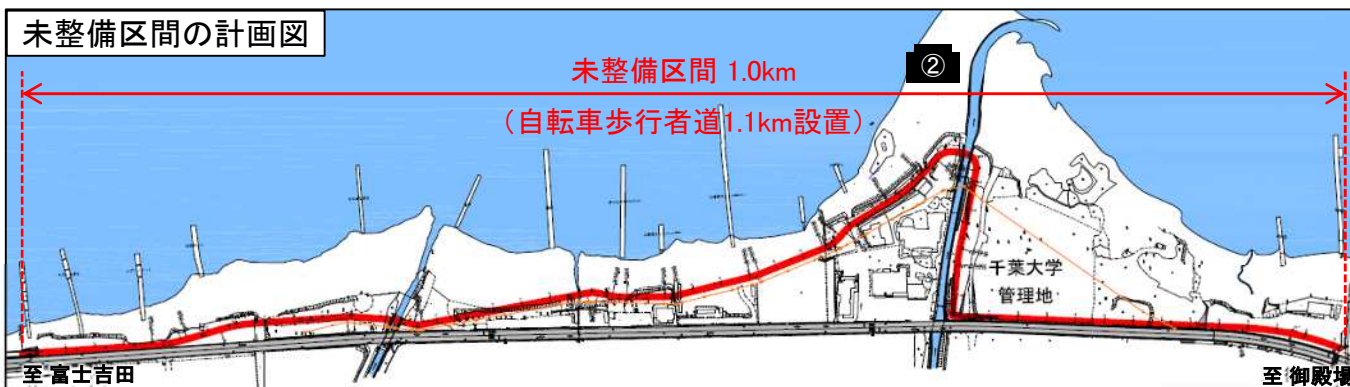 未整備区間の計画図
②
未整備区間 1.0km
（自転車歩行者道1.1km設置）
千葉大学
管理地
至 富士吉田
至 御殿場